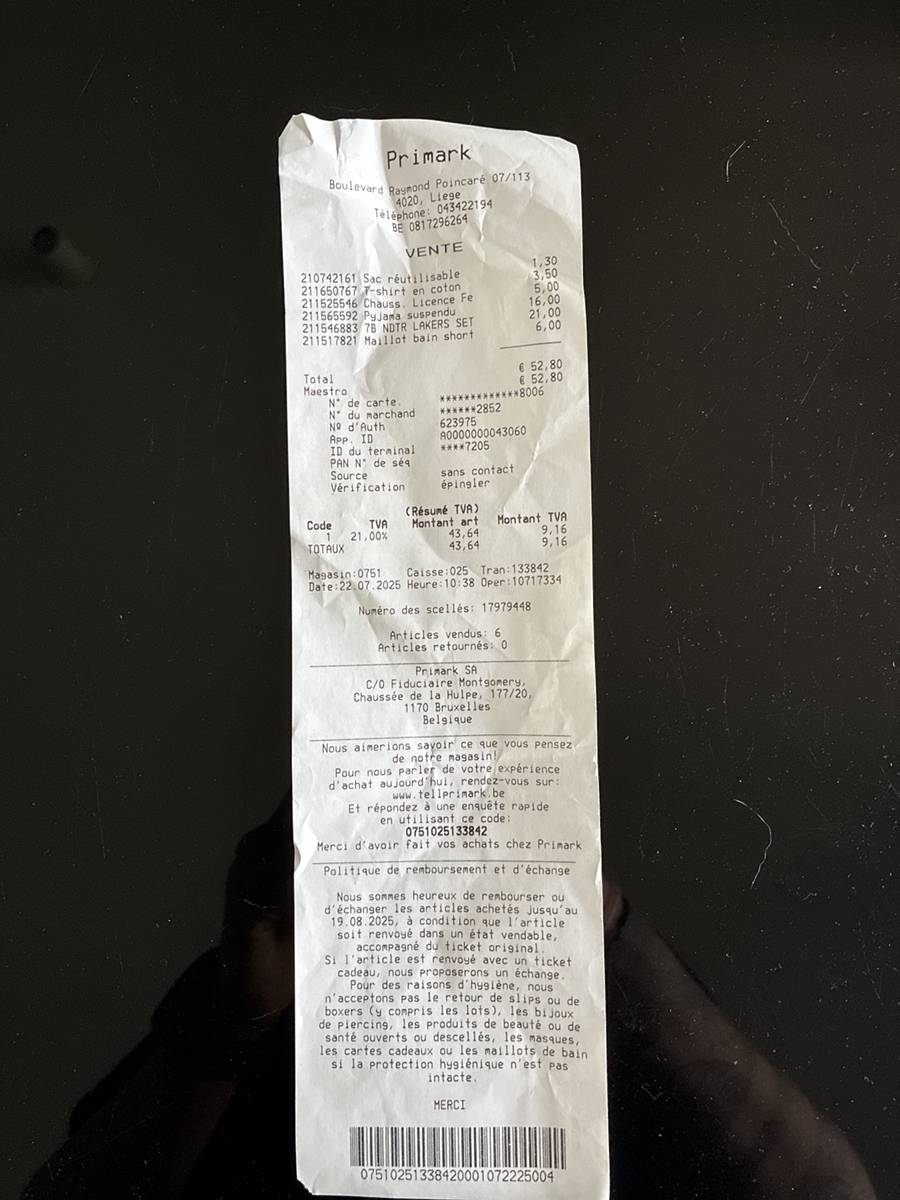 Primark
Boulevard Raymond Poincaré 07/113
4020, Liege
Téléphone: 043422194
BE 0817296264
VENTE
210742161 Sac réutilisable 1,30
211650767 T-shirt en coton 3,50
211525546 Chauss. Licence Fe 5,00
211565592 Pyjama suspendu 16,00
211546883 7B NDTR LAKERS SET 21,00
211517821 Maillot bain short 6,00
Total € 52,80
Maestro € 52,80
N° de carte. ************8006
N° du marchand ******2852
Nº d'Auth 623975
App. ID A0000000043060
ID du terminal ****7205
PAN N° de séq
Source sans contact
Vérification épingler
(Résumé TVA)
Code TVA Montant art Montant TVA
1 21,00% 43,64 9,16
TOTAUX 43,64 9,16
Magasin:0751 Caisse:025 Tran:133842
Date:22.07.2025 Heure:10:38 Oper:10717334
Numéro des scellés: 17979448
Articles vendus: 6
Articles retournés: 0
Primark SA
C/O Fiduciaire Montgomery,
Chaussée de la Hulpe, 177/20,
1170 Bruxelles
Belgique
Nous aimerions savoir ce que vous pensez
de notre magasin!
Pour nous parler de votre expérience
d'achat aujourd'hui, rendez-vous sur:
www.tellprimark.be
Et répondez à une enquête rapide
en utilisant ce code:
0751025133842
Merci d'avoir fait vos achats chez Primark
Politique de remboursement et d'échange
Nous sommes heureux de rembourser ou
d'échanger les articles achetés jusqu'au
19.08.2025, à condition que l'article
soit renvoyé dans un état vendable,
accompagné du ticket original.
Si l'article est renvoyé avec un ticket
cadeau, nous proposerons un échange.
Pour des raisons d'hygiène, nous
n'acceptons pas le retour de slips ou de
boxers (y compris les lots), les bijoux
de piercing, les produits de beauté ou de
santé ouverts ou descellés, les masques,
les cartes cadeaux ou les maillots de bain
si la protection hygiénique n'est pas
intacte.
MERCI
07510251338420001072225004